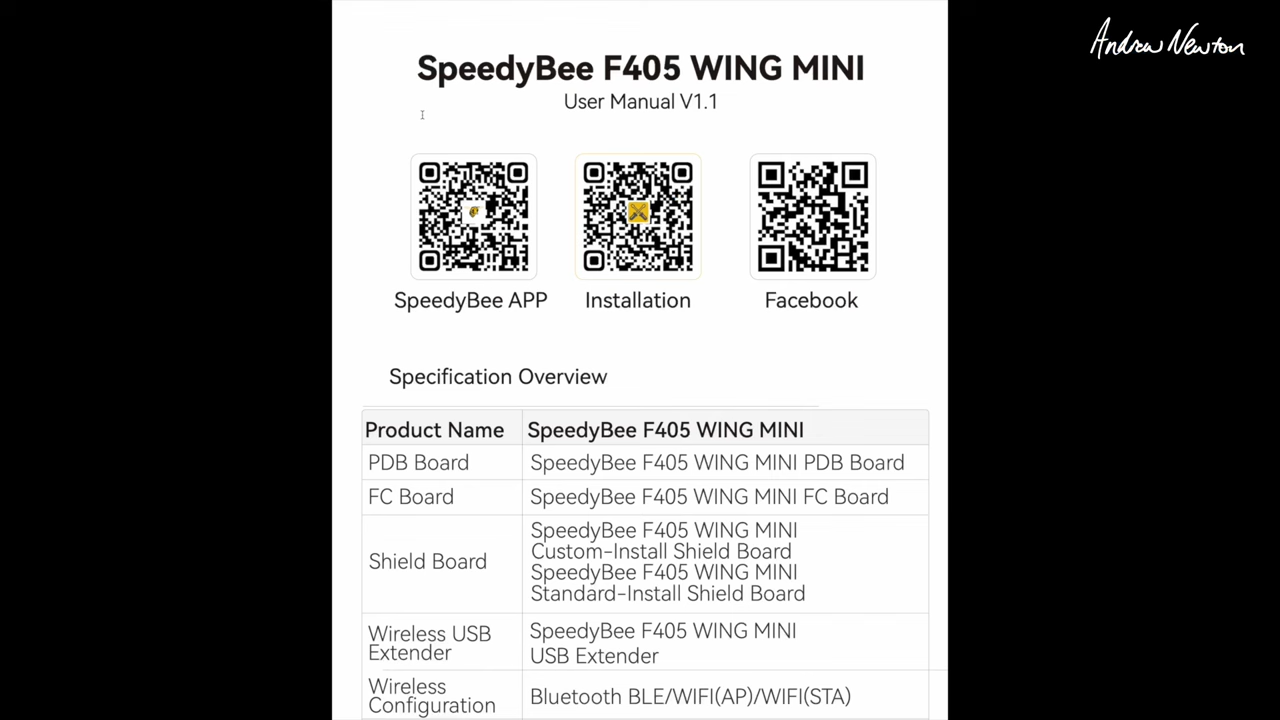 Andrew Newton
SpeedyBee F405 WING MINI
User Manual V1.1
SpeedyBee APP
Installation
Facebook
Specification Overview
Product Name SpeedyBee F405 WING MINI
PDB Board SpeedyBee F405 WING MINI PDB Board
FC Board SpeedyBee F405 WING MINI FC Board
Shield Board
SpeedyBee F405 WING MINI
Custom-Install Shield Board
SpeedyBee F405 WING MINI
Standard-Install Shield Board
Wireless USB
Extender
SpeedyBee F405 WING MINI
USB Extender
Wireless
Configuration
Bluetooth BLE/WIFI(AP)/WIFI(STA)